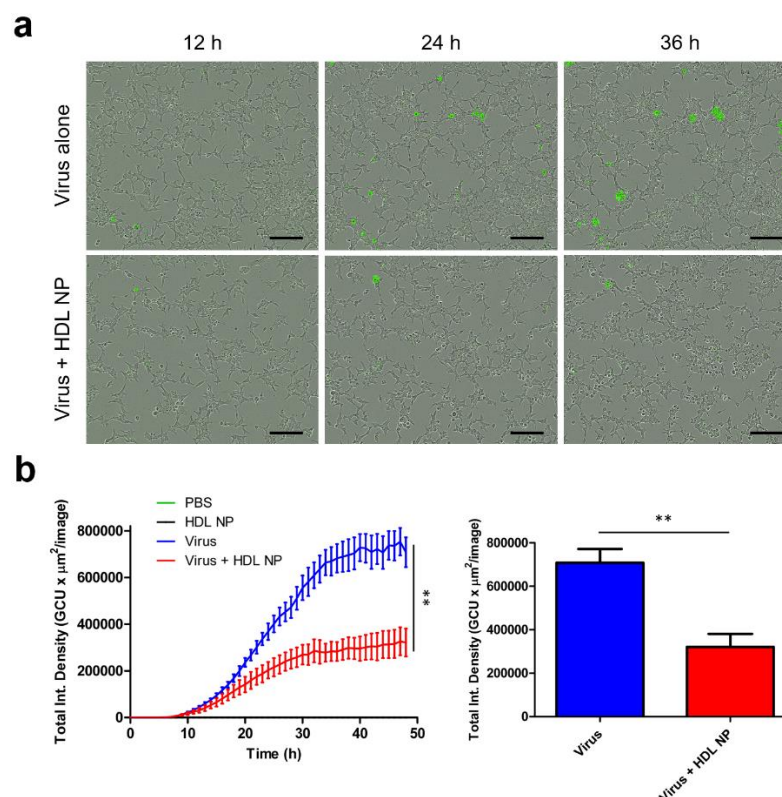 a
12 h
24 h
36 h
Virus alone
Virus + HDL NP
b
PBS
HDL NP
Virus
Virus + HDL NP
Total Int. Density (GCU x µm²/image)
800000
600000
400000
200000
0
0
10
20
30
40
50
Time (h)
**
Total Int. Density (GCU x µm²/image)
800000
600000
400000
200000
0
**
Virus
Virus + HDL NP